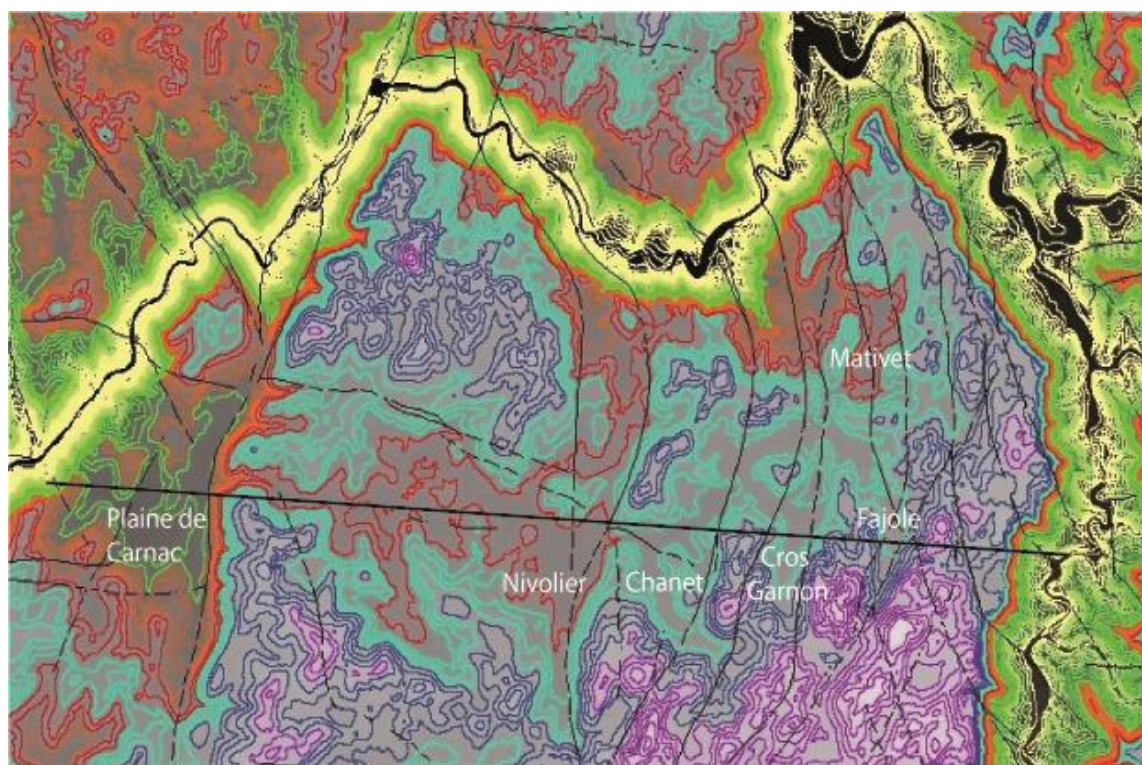 Mativet
Plaine de
Carnac
Fajole
Nivolier
Chanet
Cros
Garnon